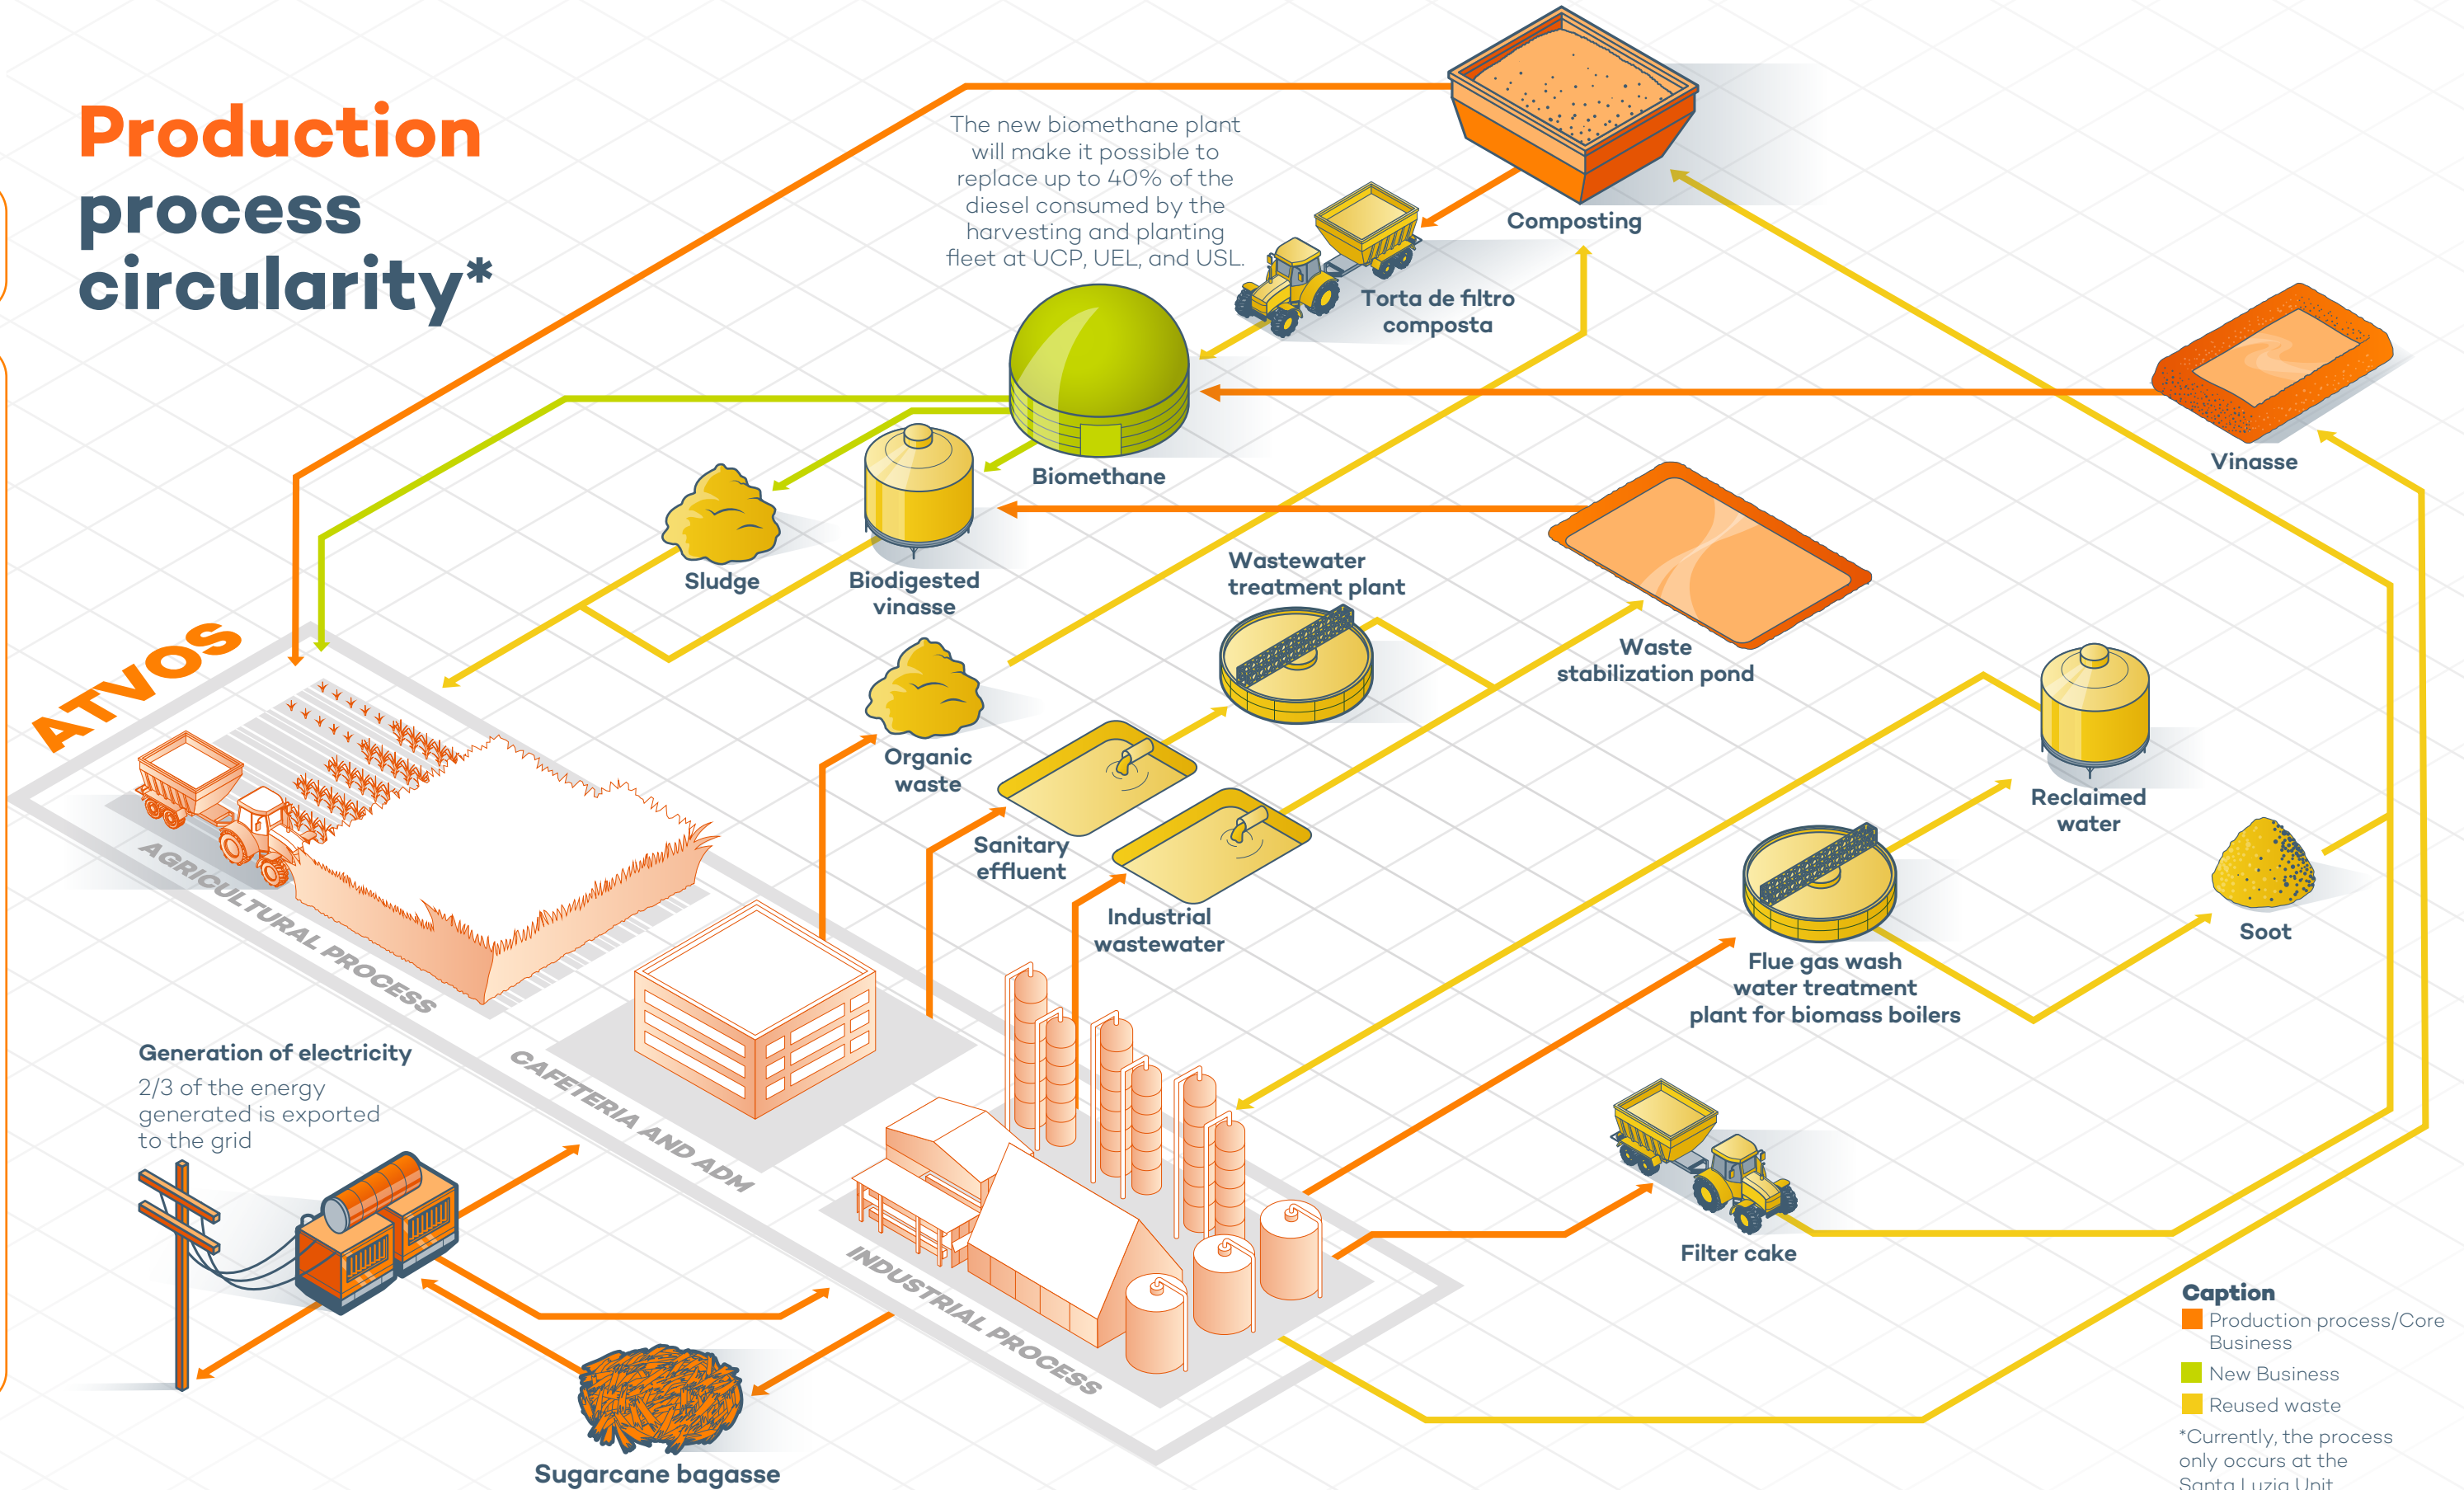 Production
process
circularity*
The new biomethane plant
will make it possible to
replace up to 40% of the
diesel consumed by the
harvesting and planting
fleet at UCP, UEL, and USL.
Composting
Torta de filtro
composta
Biomethane
Vinasse
Sludge
Biodigested
vinasse
Wastewater
treatment plant
Waste
stabilization pond
ATVOS
Organic
waste
Sanitary
effluent
Industrial
wastewater
Reclaimed
water
Soot
Flue gas wash
water treatment
plant for biomass boilers
AGRICULTURAL PROCESS
CAFETERIA AND ADM
INDUSTRIAL PROCESS
Generation of electricity
2/3 of the energy
generated is exported
to the grid
Filter cake
Sugarcane bagasse
Caption
Production process/Core
Business
New Business
Reused waste
*Currently, the process
only occurs at the
Santa Luzia Unit